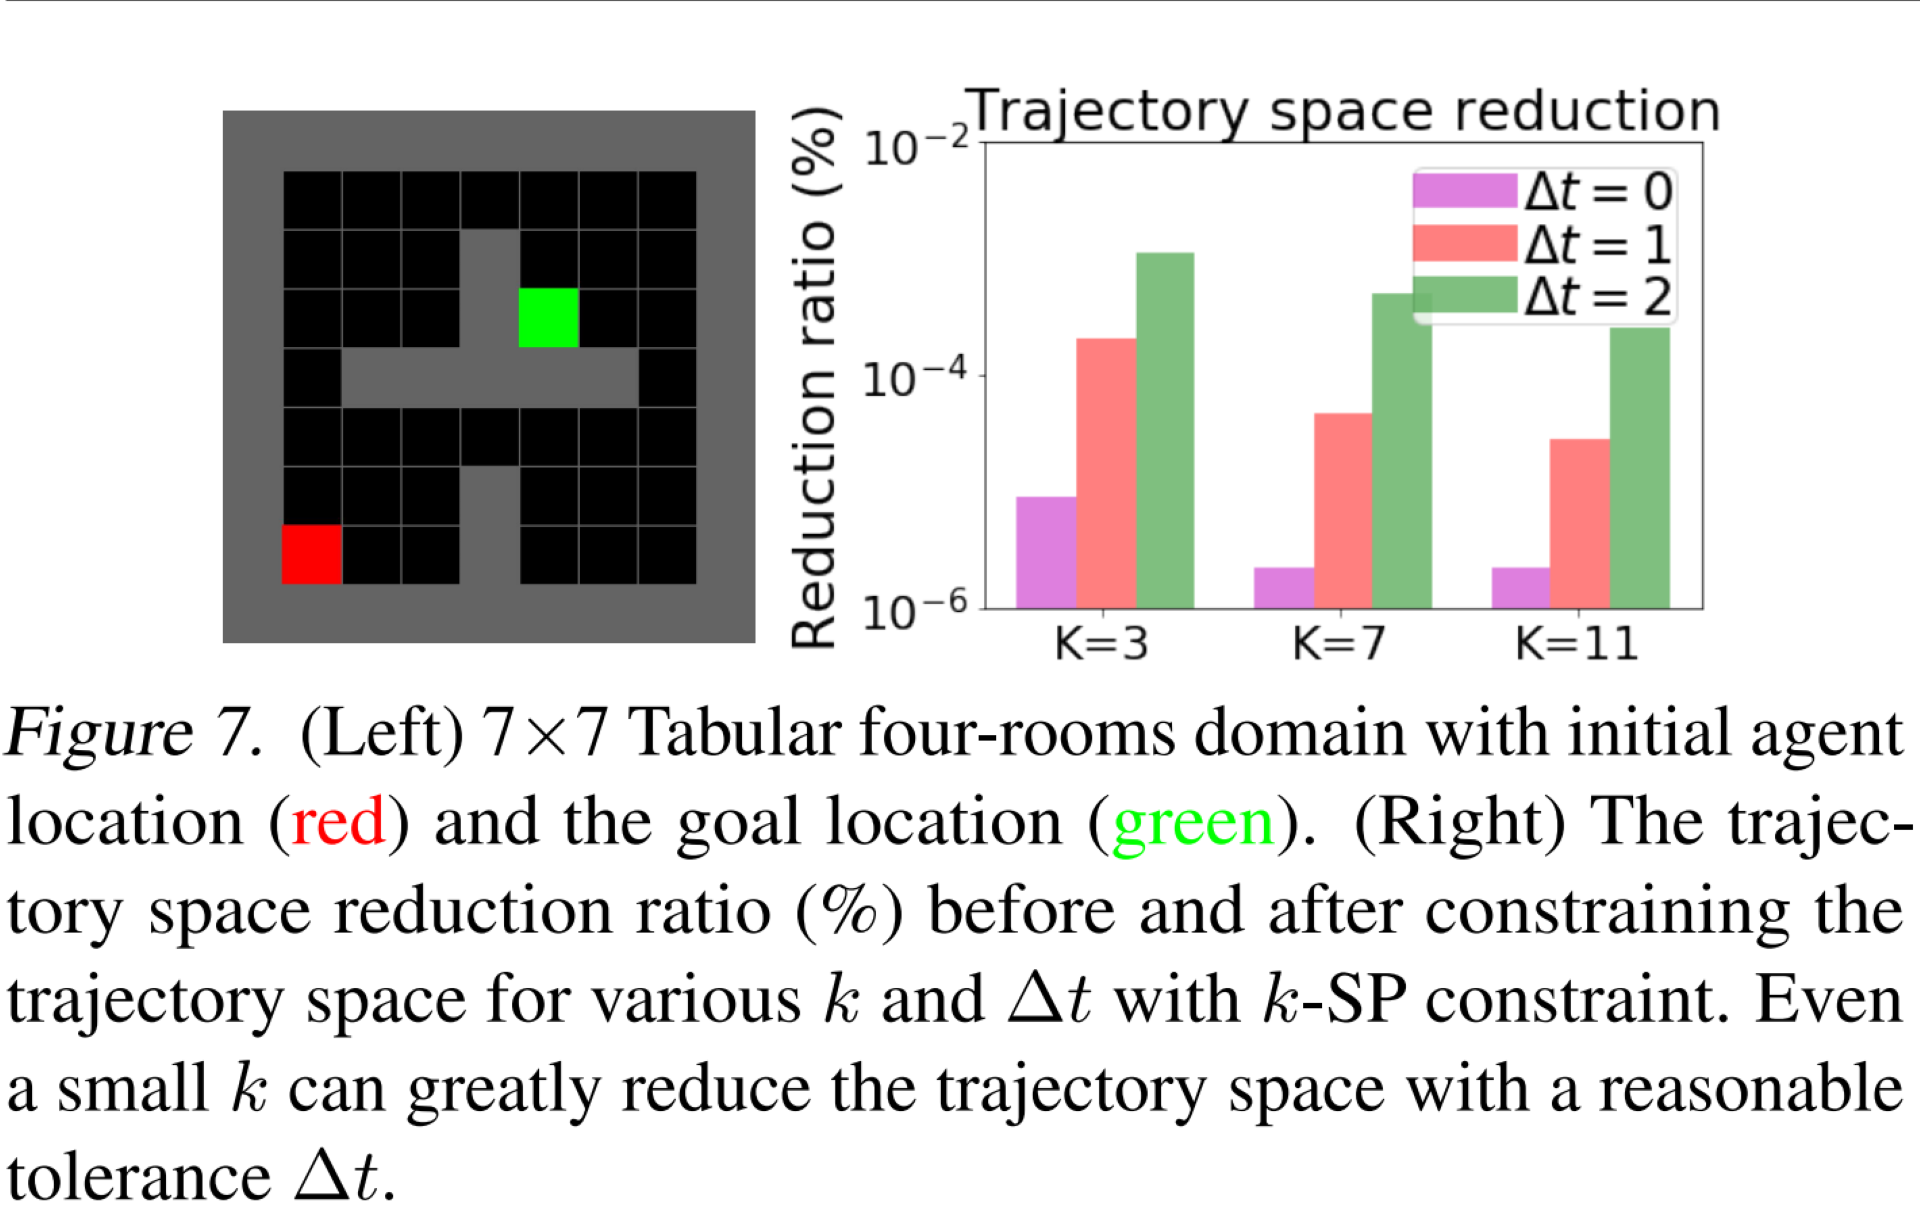 Trajectory space reduction
Reduction ratio (%)
10⁻²
10⁻⁴
10⁻⁶
Δt = 0
Δt = 1
Δt = 2
K=3 K=7 K=11
Figure 7. (Left) 7×7 Tabular four-rooms domain with initial agent
location (red) and the goal location (green). (Right) The trajec-
tory space reduction ratio (%) before and after constraining the
trajectory space for various k and Δt with k-SP constraint. Even
a small k can greatly reduce the trajectory space with a reasonable
tolerance Δt.